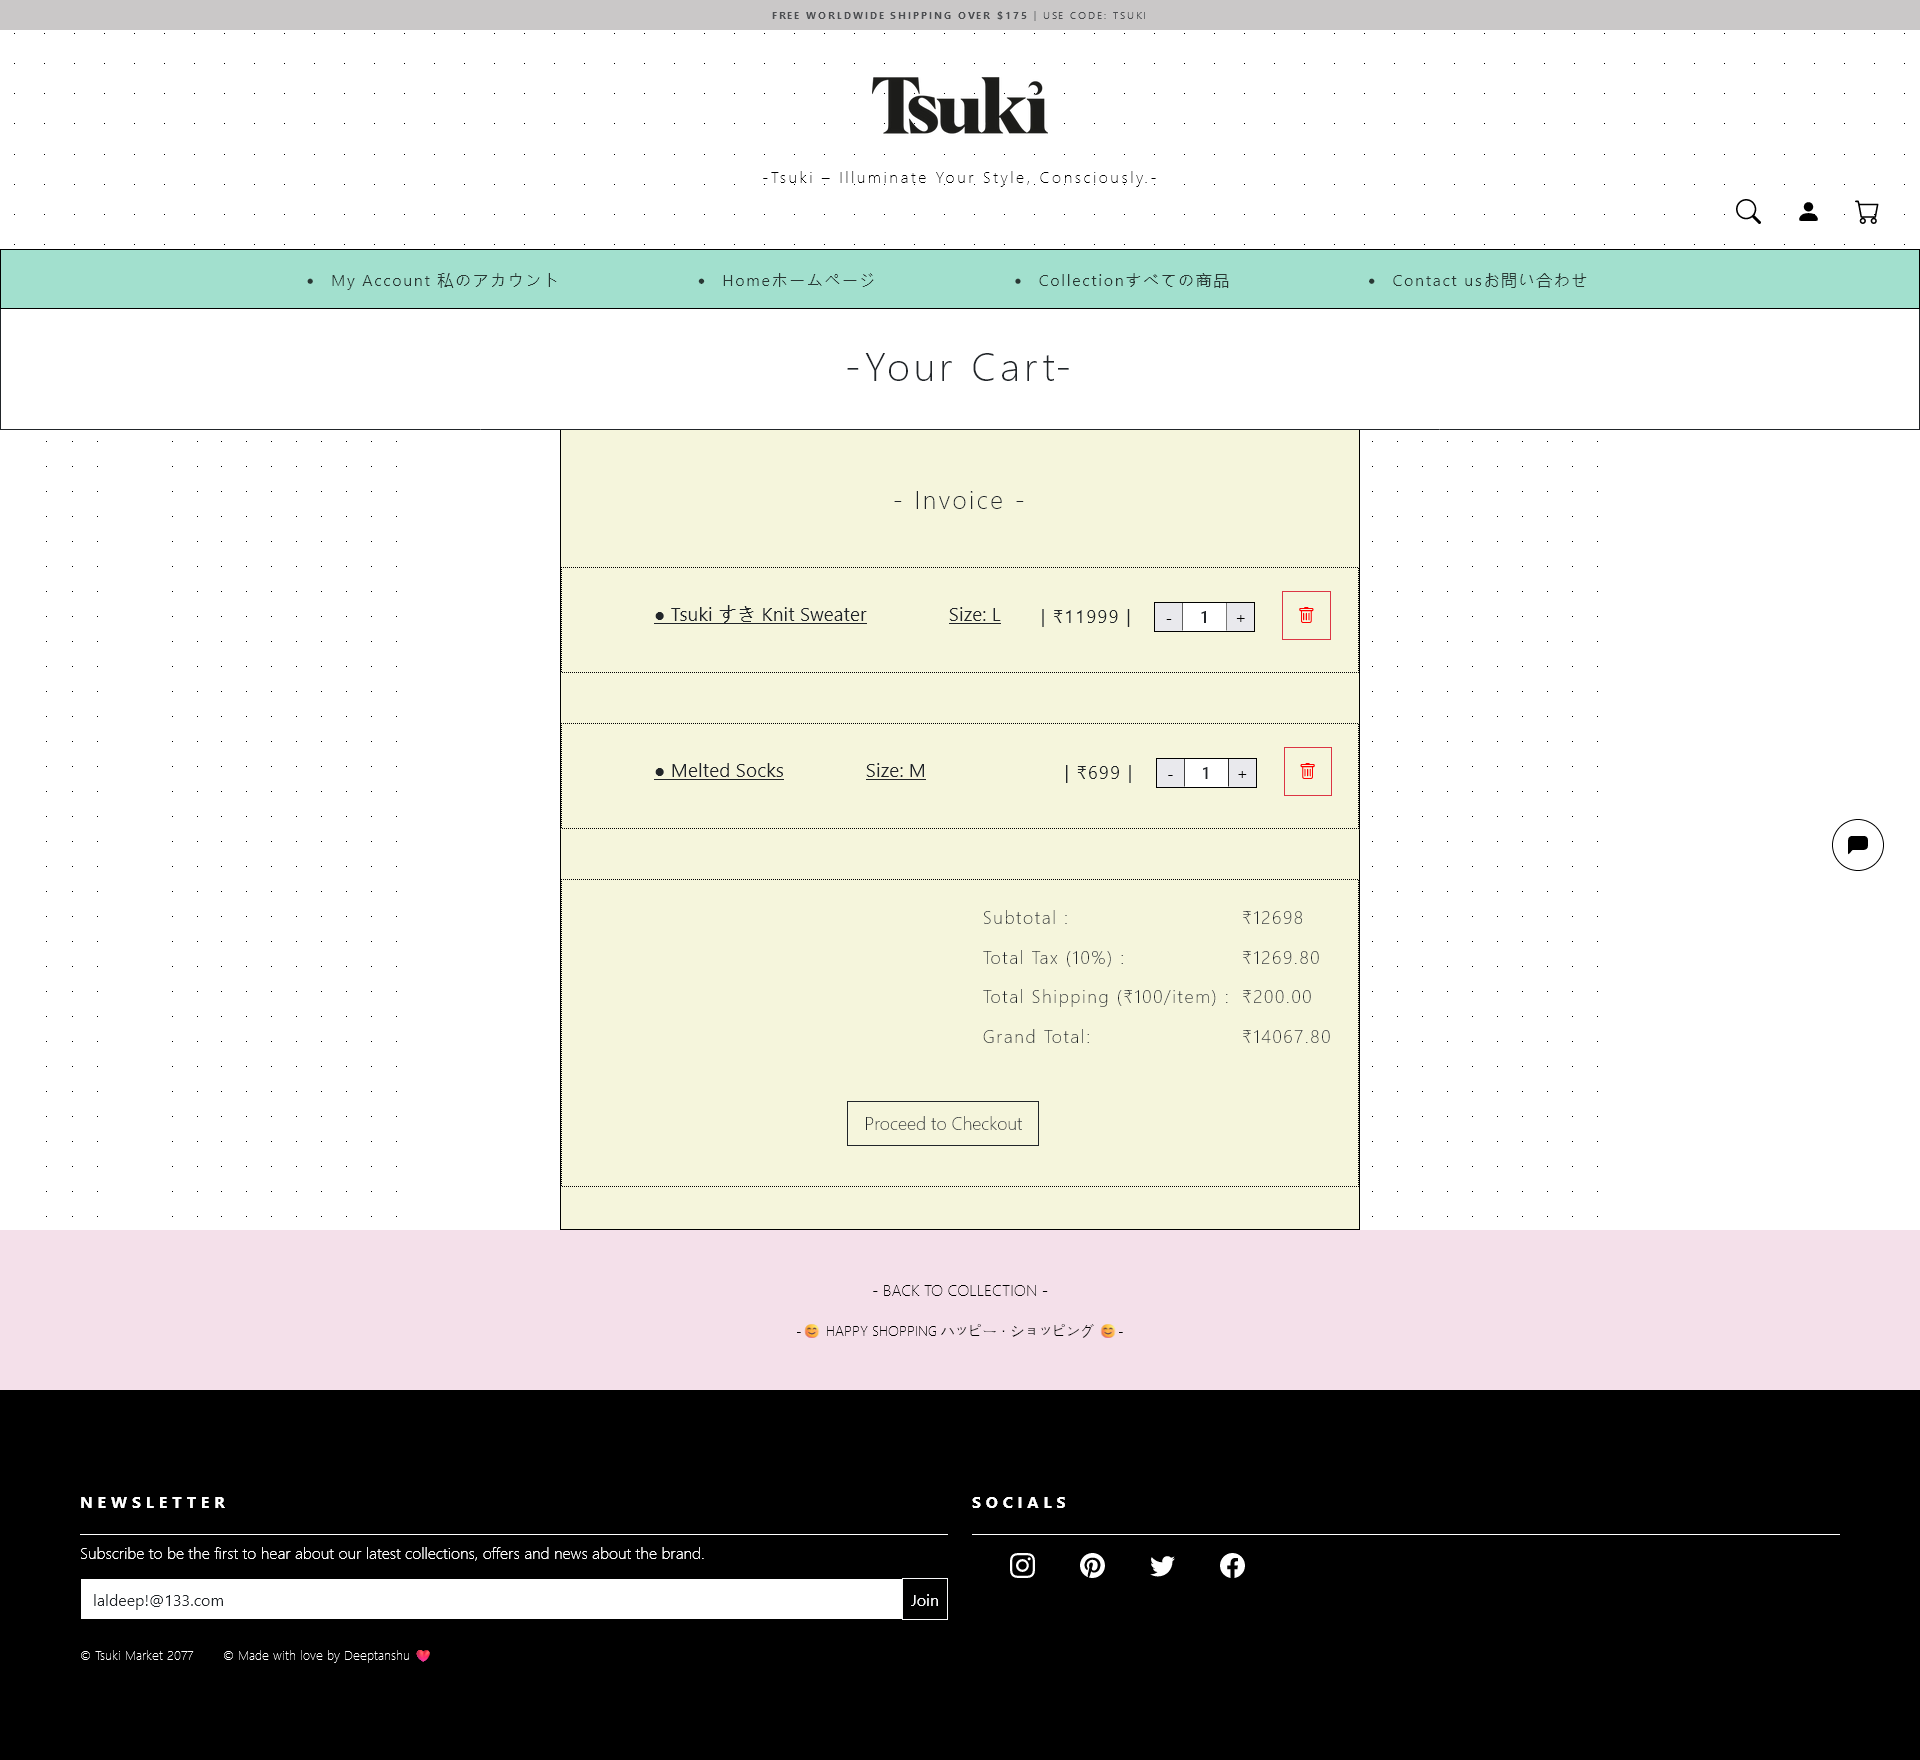 FREE WORLDWIDE SHIPPING OVER $175 | USE CODE: TSUKI
Tsuki
-Tsuki – Illuminate Your Style, Consciously.-
• My Account 私のアカウント • Homeホームページ • Collectionすべての商品 • Contact usお問い合わせ
-Your Cart-
- Invoice -
● Tsuki すき Knit Sweater Size: L | ₹11999 | - 1 +
● Melted Socks Size: M | ₹699 | - 1 +
Subtotal : ₹12698
Total Tax (10%) : ₹1269.80
Total Shipping (₹100/item) : ₹200.00
Grand Total: ₹14067.80
Proceed to Checkout
- BACK TO COLLECTION -
-😊 HAPPY SHOPPING ハッピー・ショッピング 😊-
NEWSLETTER
Subscribe to be the first to hear about our latest collections, offers and news about the brand.
laldeep!@133.com Join
© Tsuki Market 2077 © Made with love by Deeptanshu 💖
SOCIALS